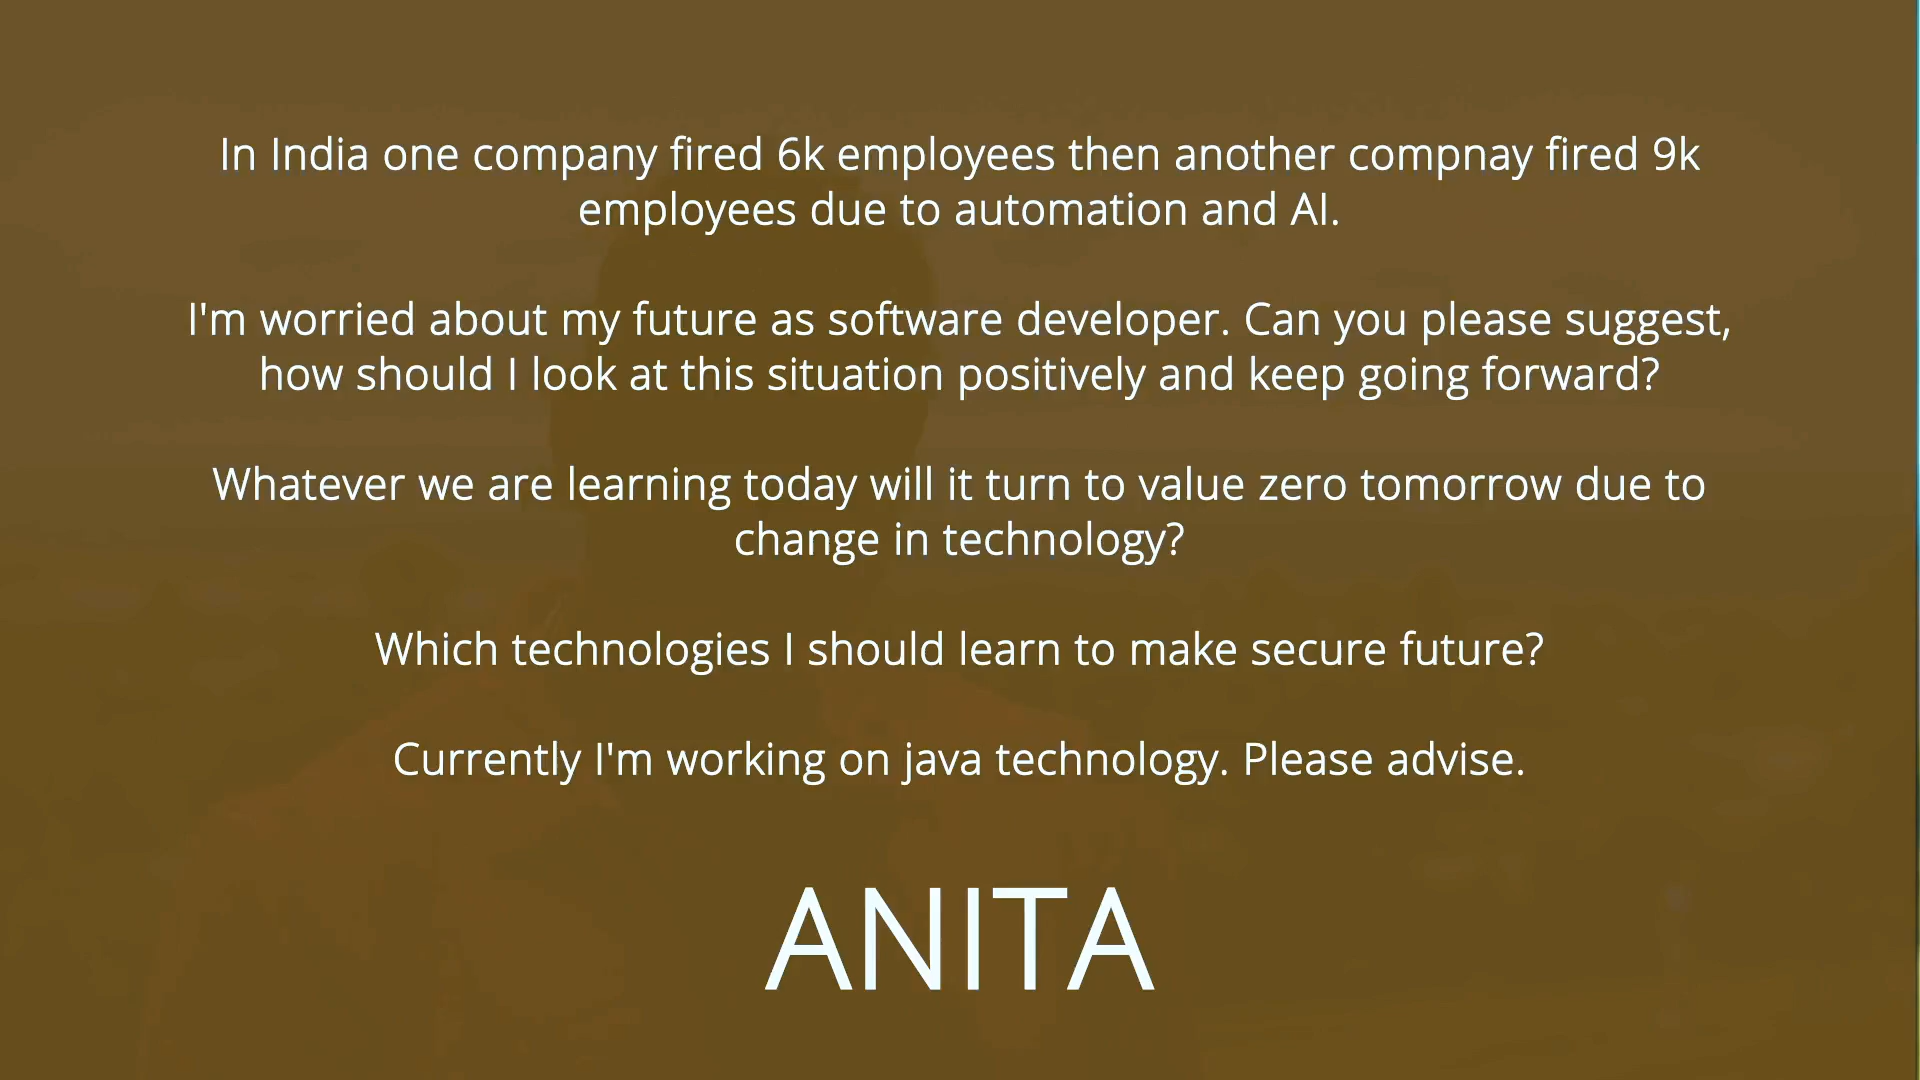 In India one company fired 6k employees then another compnay fired 9k
employees due to automation and AI.
I'm worried about my future as software developer. Can you please suggest,
how should I look at this situation positively and keep going forward?
Whatever we are learning today will it turn to value zero tomorrow due to
change in technology?
Which technologies I should learn to make secure future?
Currently I'm working on java technology. Please advise.
ANITA